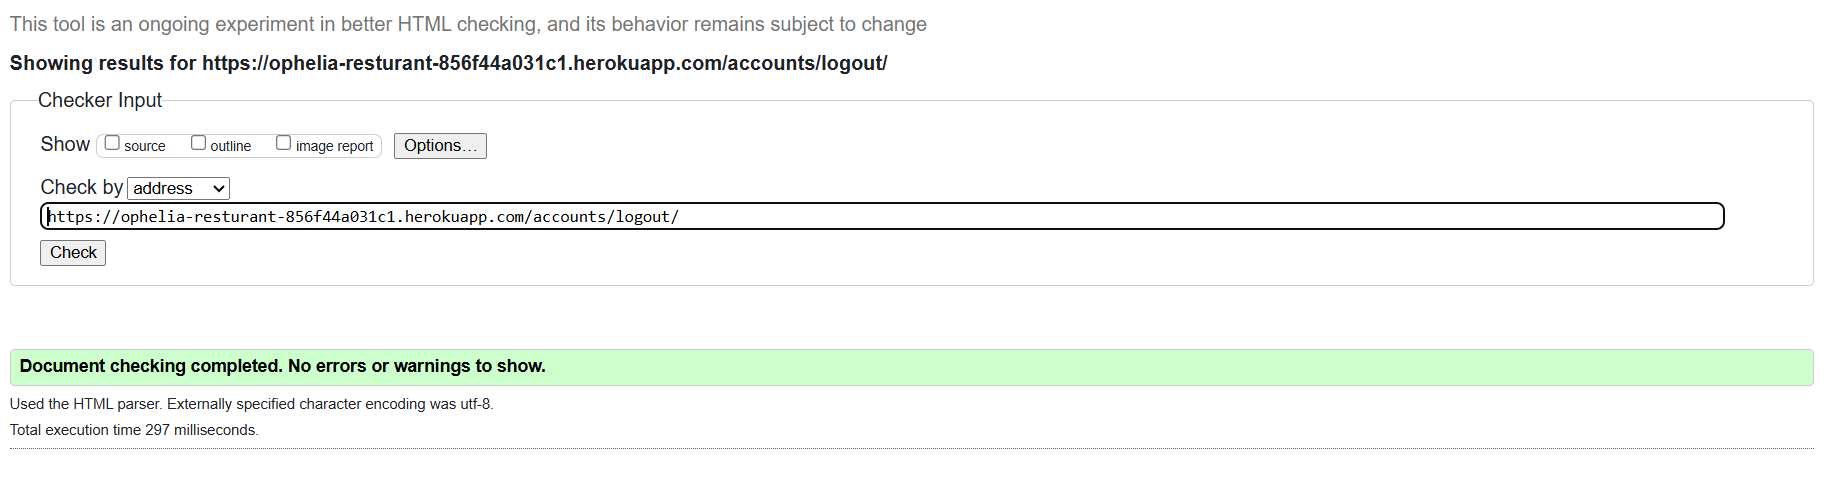 This tool is an ongoing experiment in better HTML checking, and its behavior remains subject to change
Showing results for https://ophelia-resturant-856f44a031c1.herokuapp.com/accounts/logout/
Checker Input
Show source outline image report Options...
Check by address
https://ophelia-resturant-856f44a031c1.herokuapp.com/accounts/logout/
Check
Document checking completed. No errors or warnings to show.
Used the HTML parser. Externally specified character encoding was utf-8.
Total execution time 297 milliseconds.